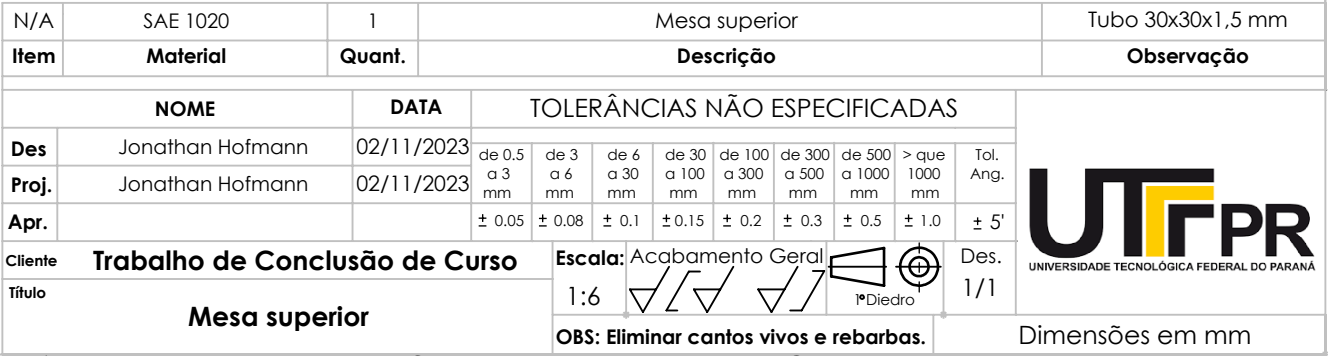 N/A SAE 1020 1 Mesa superior Tubo 30x30x1,5 mm
Item Material Quant. Descrição Observação
NOME DATA TOLERÂNCIAS NÃO ESPECIFICADAS
Des Jonathan Hofmann 02/11/2023
Proj. Jonathan Hofmann 02/11/2023
Apr.
de 0.5 a 3 mm de 3 a 6 mm de 6 a 30 mm de 30 a 100 mm de 100 a 300 mm de 300 a 500 mm de 500 a 1000 mm > que 1000 mm Tol. Ang.
± 0.05 ± 0.08 ± 0.1 ± 0.15 ± 0.2 ± 0.3 ± 0.5 ± 1.0 ± 5'
UTFPR
UNIVERSIDADE TECNOLÓGICA FEDERAL DO PARANÁ
Cliente Trabalho de Conclusão de Curso
Título
Mesa superior
Escala: 1:6
Acabamento Geral
1º Diedro
Des. 1/1
OBS: Eliminar cantos vivos e rebarbas.
Dimensões em mm